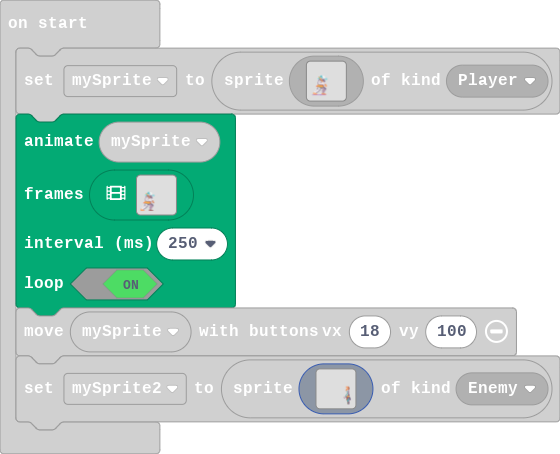 on start
set mySprite to sprite of kind Player
animate mySprite
frames
interval (ms) 250
loop ON
move mySprite with buttons vx 18 vy 100
set mySprite2 to sprite of kind Enemy